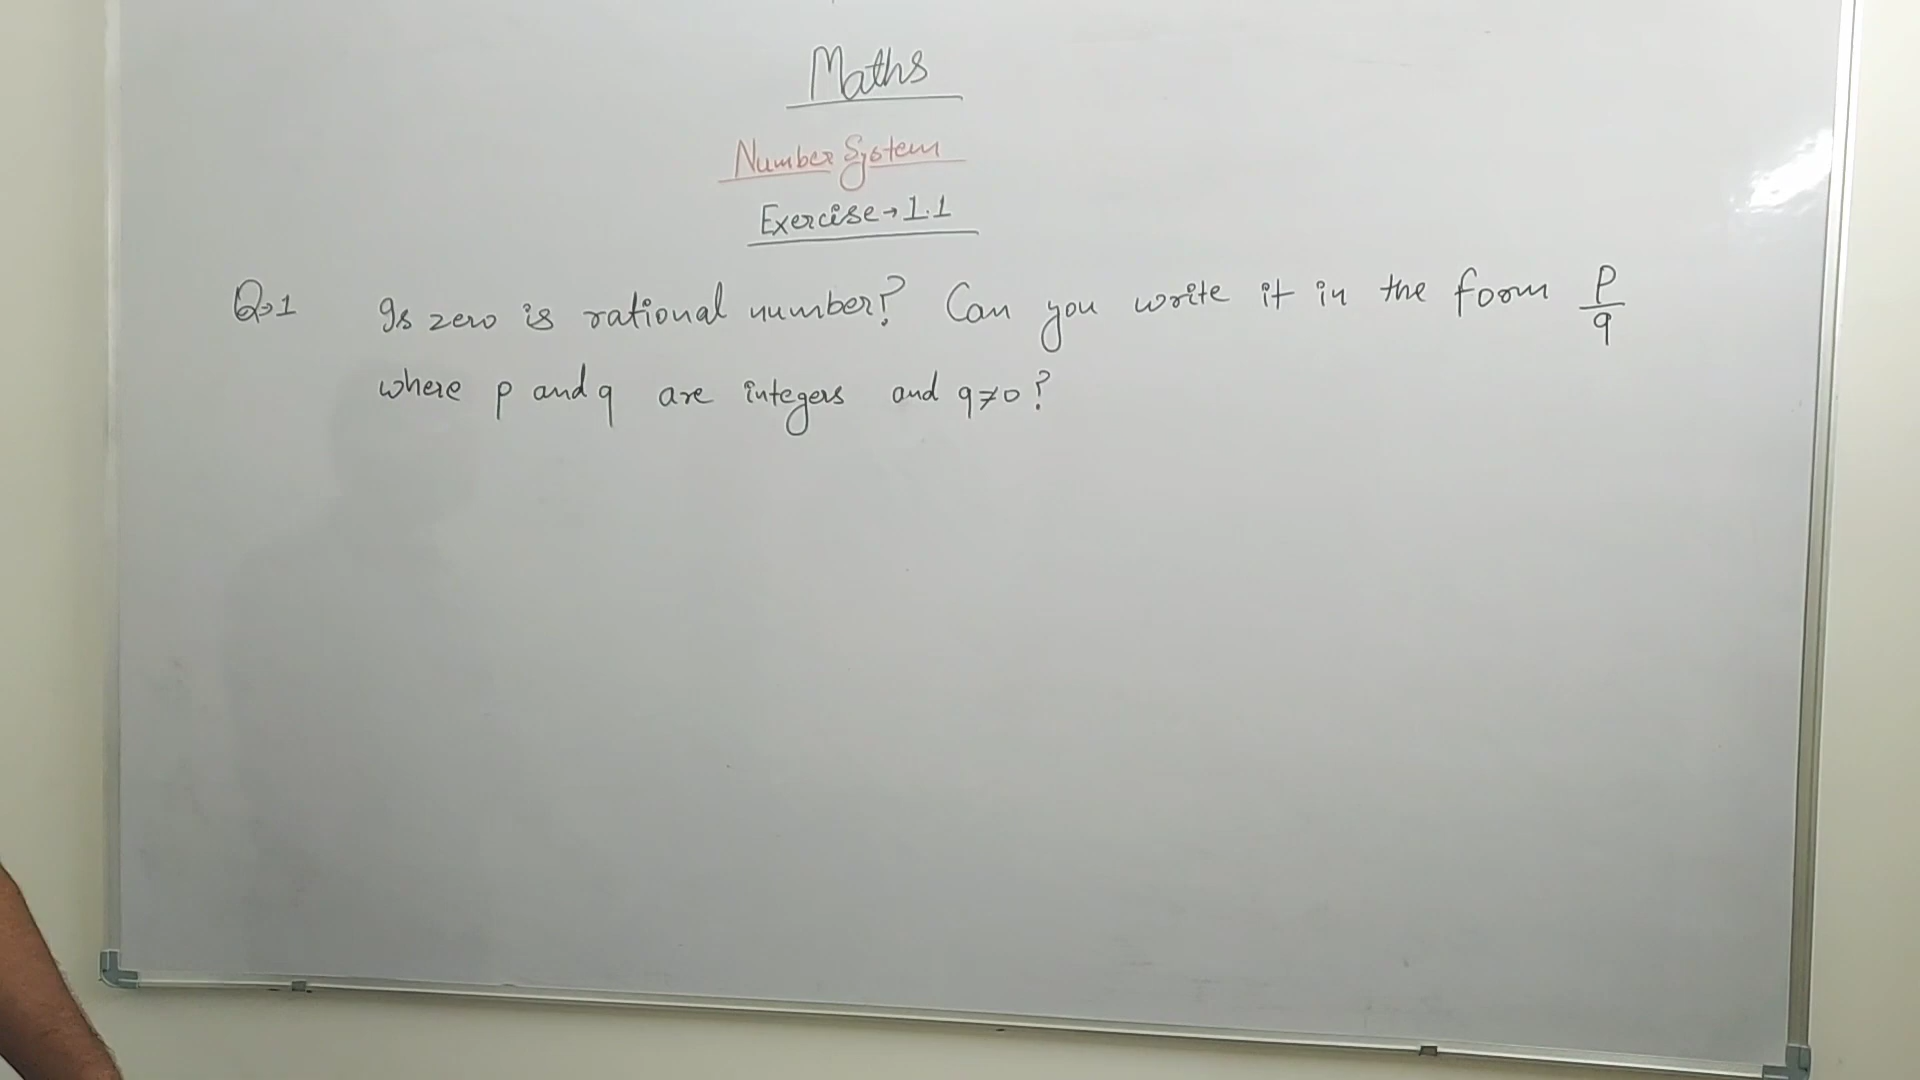 Maths
Number System
Exercise → 1.1
Q.1 Is zero is rational number? Can you write it in the form P/q
where p and q are integers and q≠0?